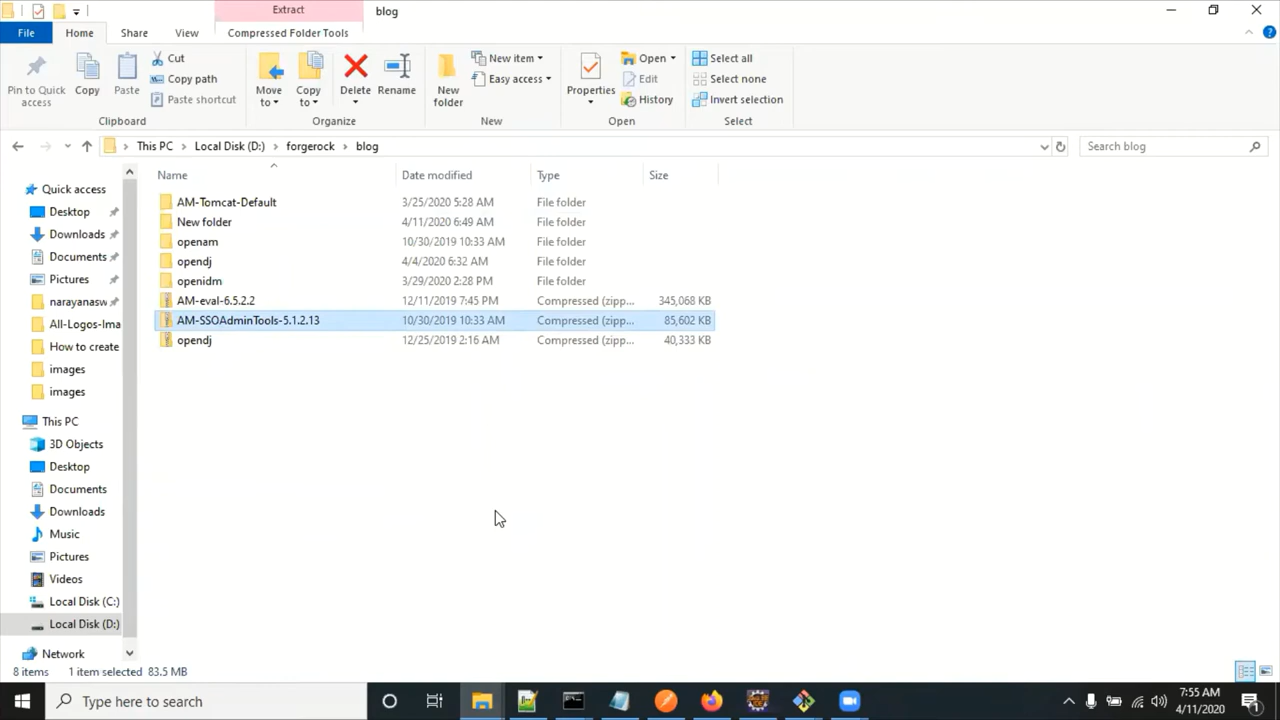 Extract
blog
File
Home
Share
View
Compressed Folder Tools
Pin to Quick access
Copy
Paste
Cut
Copy path
Paste shortcut
Clipboard
Move to
Copy to
Delete
Rename
Organize
New folder
New item
Easy access
New
Properties
Open
Edit
History
Open
Select all
Select none
Invert selection
Select
This PC
Local Disk (D:)
forgerock
blog
Search blog
Name Date modified Type Size
AM-Tomcat-Default 3/25/2020 5:28 AM File folder
New folder 4/11/2020 6:49 AM File folder
openam 10/30/2019 10:33 AM File folder
opendj 4/4/2020 6:32 AM File folder
openidm 3/29/2020 2:28 PM File folder
AM-eval-6.5.2.2 12/11/2019 7:45 PM Compressed (zipp... 345,068 KB
AM-SSOAdminTools-5.1.2.13 10/30/2019 10:33 AM Compressed (zipp... 85,602 KB
opendj 12/25/2019 2:16 AM Compressed (zipp... 40,333 KB
Quick access
Desktop
Downloads
Documents
Pictures
narayanasw
All-Logos-Ima
How to create
images
images
This PC
3D Objects
Desktop
Documents
Downloads
Music
Pictures
Videos
Local Disk (C:)
Local Disk (D:)
Network
8 items 1 item selected 83.5 MB
Type here to search
7:55 AM
4/11/2020
1